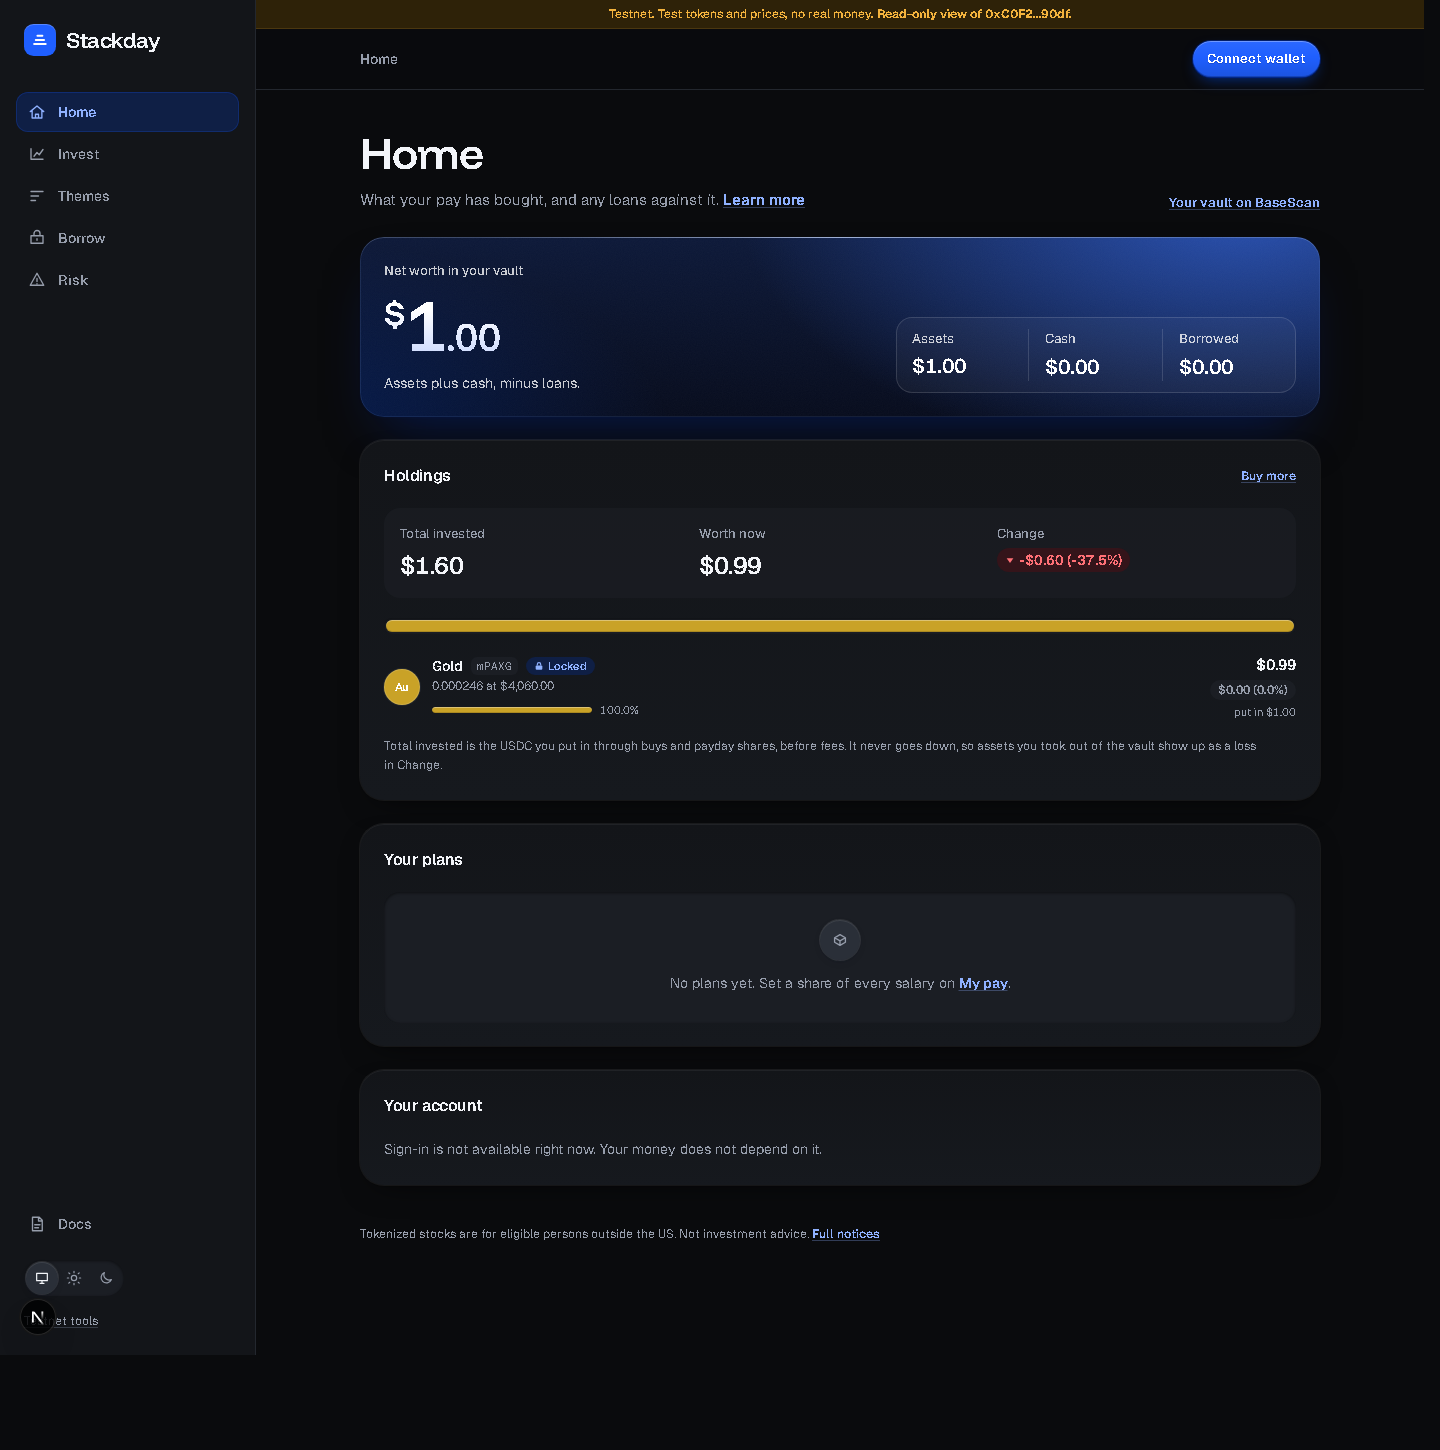 Testnet. Test tokens and prices, no real money. Read-only view of 0xC0F2…90df.
Stackday
Home
Connect wallet
Home
Invest
Themes
Borrow
Risk
Home
What your pay has bought, and any loans against it. Learn more
Your vault on BaseScan
Net worth in your vault
$1.00
Assets plus cash, minus loans.
Assets
$1.00
Cash
$0.00
Borrowed
$0.00
Holdings
Buy more
Total invested
$1.60
Worth now
$0.99
Change
-$0.60 (-37.5%)
Au
Gold mPAXG Locked
0.000246 at $4,060.00
100.0%
$0.99
$0.00 (0.0%)
put in $1.00
Total invested is the USDC you put in through buys and payday shares, before fees. It never goes down, so assets you took out of the vault show up as a loss
in Change.
Your plans
No plans yet. Set a share of every salary on My pay.
Your account
Sign-in is not available right now. Your money does not depend on it.
Tokenized stocks are for eligible persons outside the US. Not investment advice. Full notices
Docs
N
tools